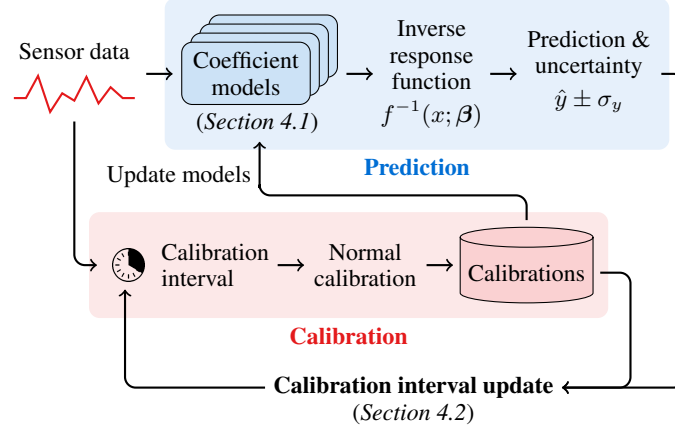 Sensor data
Coefficient
models
(Section 4.1)
Inverse
response
function
f⁻¹(x; β)
Prediction &
uncertainty
ŷ ± σ_y
Update models
Prediction
Calibration
interval
Normal
calibration
Calibrations
Calibration
Calibration interval update
(Section 4.2)